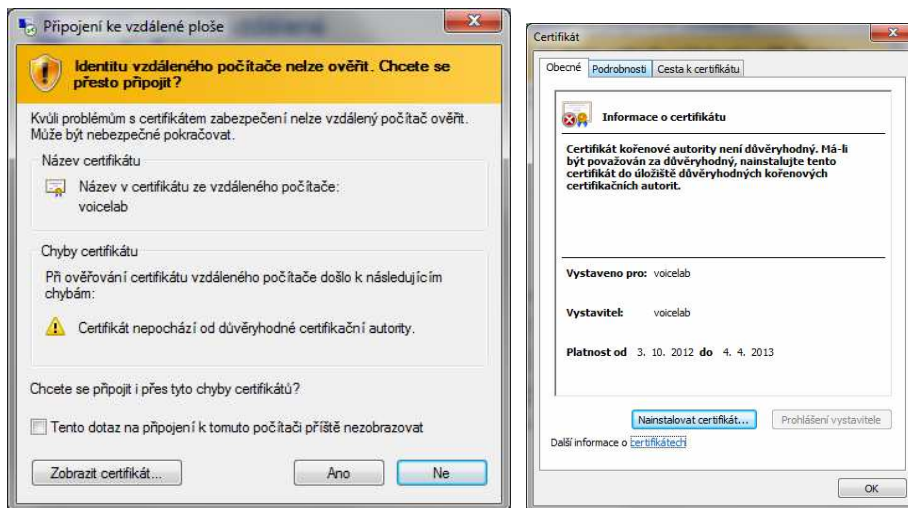 Připojení ke vzdálené ploše
Identitu vzdáleného počítače nelze ověřit. Chcete se
přesto připojit?
Kvůli problémům s certifikátem zabezpečení nelze vzdálený počítač ověřit.
Může být nebezpečné pokračovat.
Název certifikátu
Název v certifikátu ze vzdáleného počítače:
voicelab
Chyby certifikátu
Při ověřování certifikátu vzdáleného počítače došlo k následujícím
chybám:
Certifikát nepochází od důvěryhodné certifikační autority.
Chcete se připojit i přes tyto chyby certifikátů?
Tento dotaz na připojení k tomuto počítači příště nezobrazovat
Zobrazit certifikát...
Ano
Ne
Certifikát
Obecné
Podrobnosti
Cesta k certifikátu
Informace o certifikátu
Certifikát kořenové autority není důvěryhodný. Má-li
být považován za důvěryhodný, nainstalujte tento
certifikát do úložiště důvěryhodných kořenových
certifikačních autorit.
Vystaveno pro: voicelab
Vystavitel: voicelab
Platnost od 3. 10. 2012 do 4. 4. 2013
Nainstalovat certifikát...
Prohlášení vystavitele
Další informace o certifikátech
OK